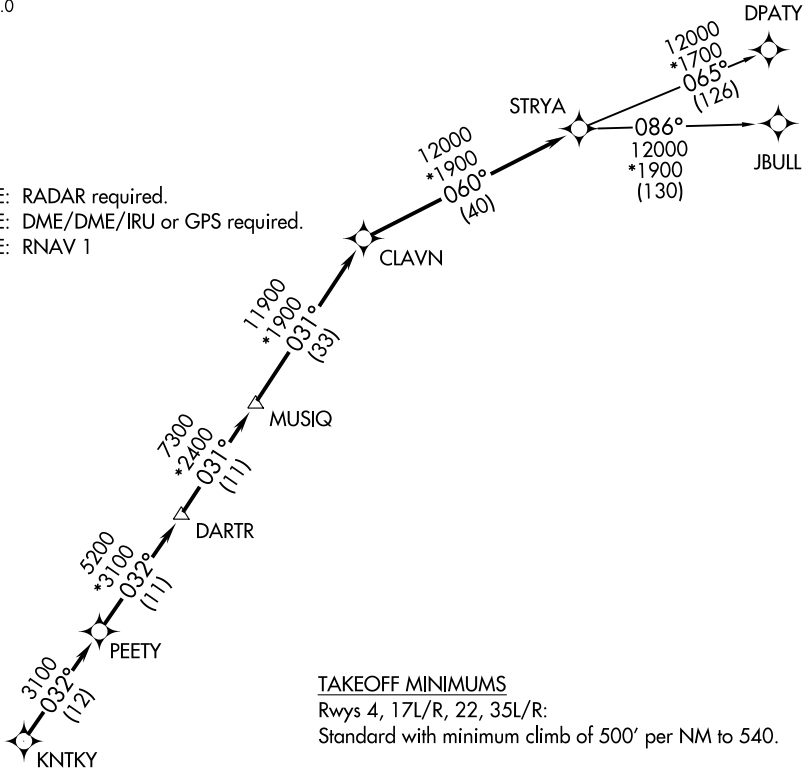 .0
DPATY
12000
*1700
065°
(126)
STRYA
086°
12000
*1900
(130)
JBULL
12000
*1900
060°
(40)
E: RADAR required.
E: DME/DME/IRU or GPS required.
E: RNAV 1
CLAVN
11900
*1900
031°
(33)
MUSIQ
7300
*2400
031°
(11)
DARTR
5200
*3100
032°
(11)
PEETY
3100
032°
(12)
KNTKY
TAKEOFF MINIMUMS
Rwys 4, 17L/R, 22, 35L/R:
Standard with minimum climb of 500' per NM to 540.